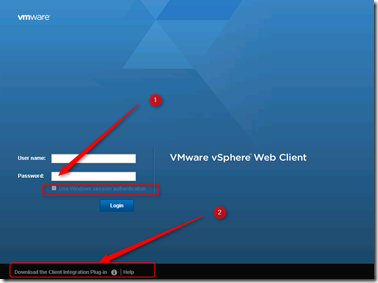 vmware
1
User name:
VMware vSphere Web Client
Password:
Use Windows session authentication
Login
2
Download the Client Integration Plug-in | Help